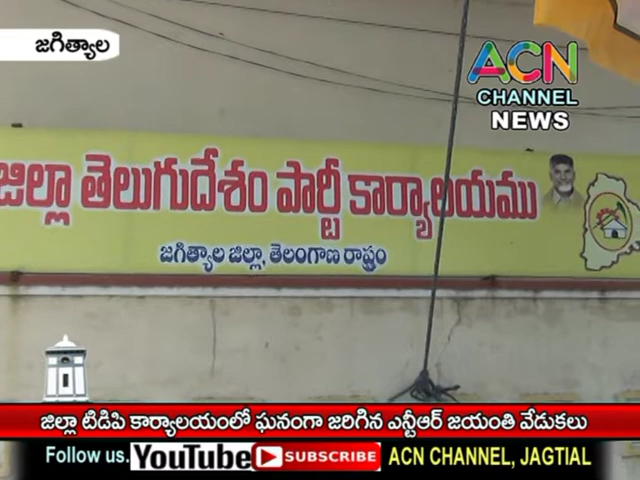 జగిత్యాల
ACN
CHANNEL
NEWS
జిల్లా తెలుగుదేశం పార్టీ కార్యాలయము
జగిత్యాల జిల్లా, తెలంగాణ రాష్ట్రం
జిల్లా టిడిపి కార్యాలయంలో ఘనంగా జరిగిన ఎన్టీఆర్ జయంతి వేడుకలు
Follow us. YouTube SUBSCRIBE ACN CHANNEL, JAGTIAL